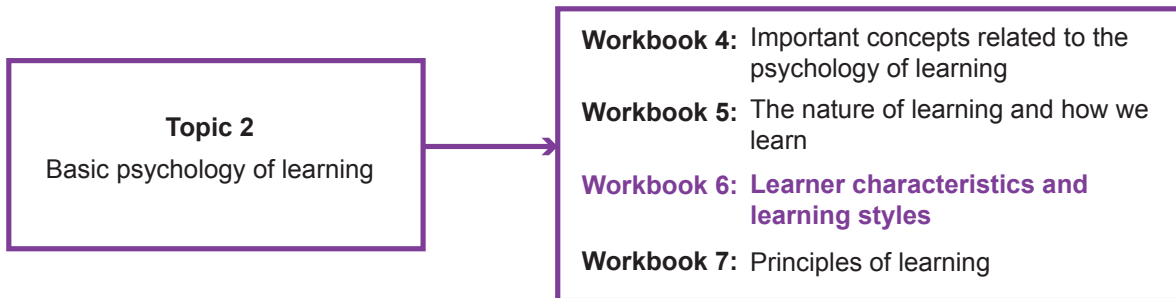 Topic 2
Basic psychology of learning
Workbook 4: Important concepts related to the
psychology of learning
Workbook 5: The nature of learning and how we
learn
Workbook 6: Learner characteristics and
learning styles
Workbook 7: Principles of learning